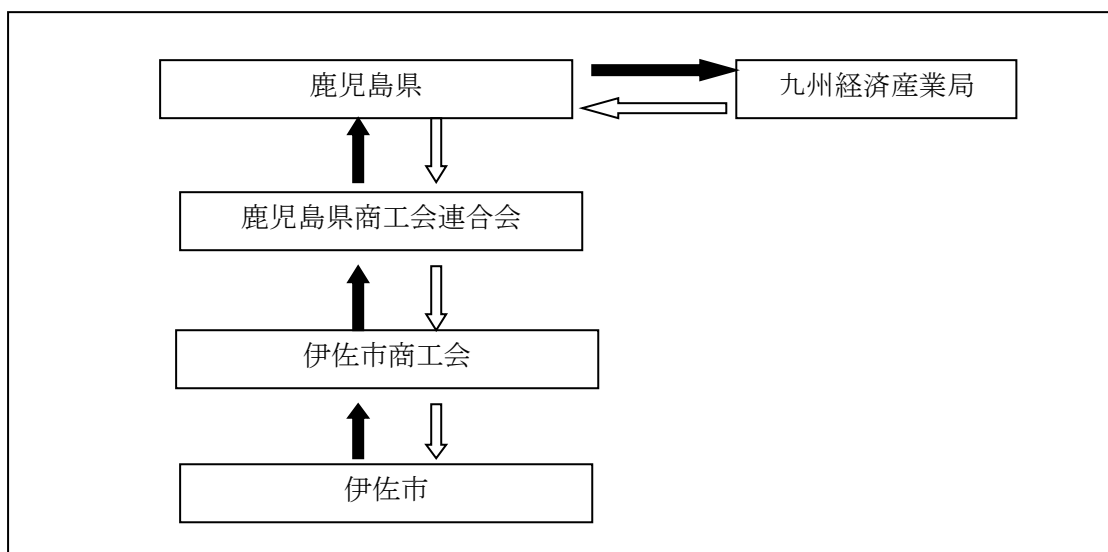 鹿児島県
九州経済産業局
鹿児島県商工会連合会
伊佐市商工会
伊佐市